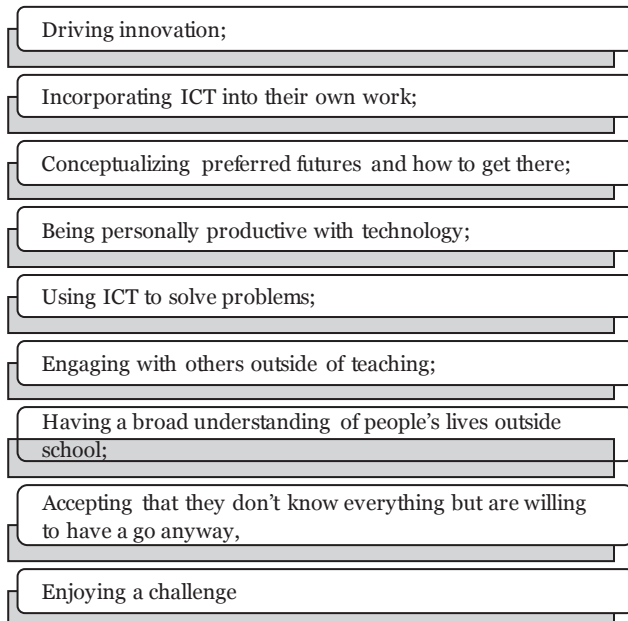 Driving innovation;
Incorporating ICT into their own work;
Conceptualizing preferred futures and how to get there;
Being personally productive with technology;
Using ICT to solve problems;
Engaging with others outside of teaching;
Having a broad understanding of people’s lives outside
school;
Accepting that they don’t know everything but are willing
to have a go anyway,
Enjoying a challenge